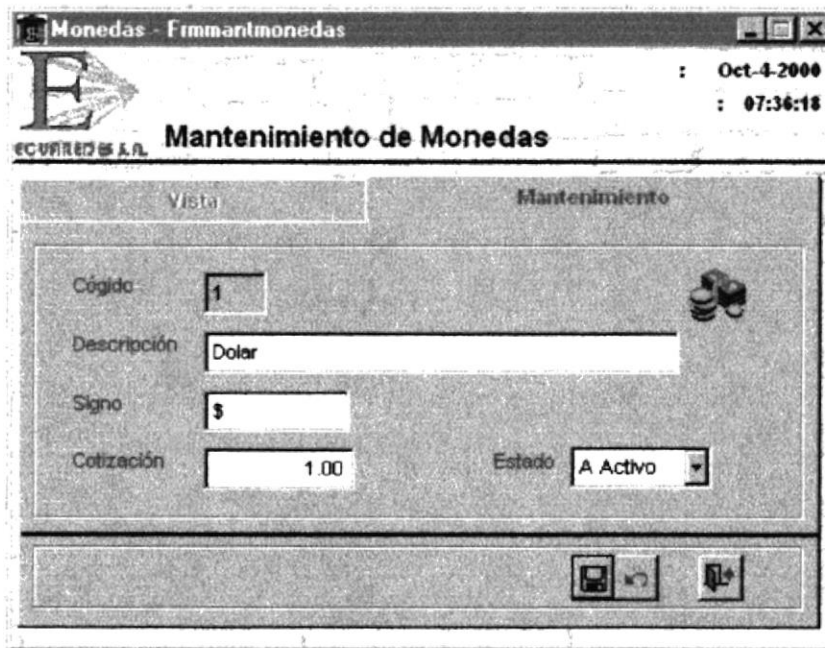 Monedas - Frmmantmonedas
: Oct-4-2000
: 07:36:18
E
Mantenimiento de Monedas
Vista
Mantenimiento
Cógido
1
Descripción
Dolar
Signo
$
Cotización
1.00
Estado
A Activo